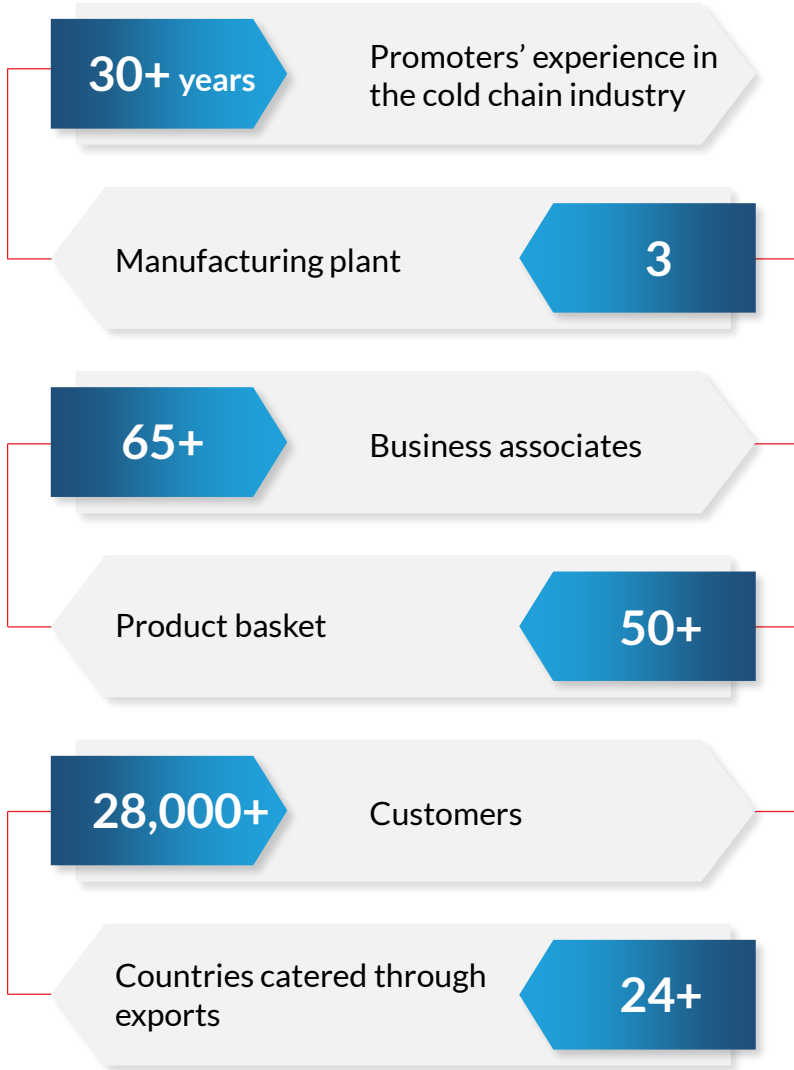 30+ years
Promoters’ experience in
the cold chain industry
Manufacturing plant
3
65+
Business associates
Product basket
50+
28,000+
Customers
Countries catered through
exports
24+